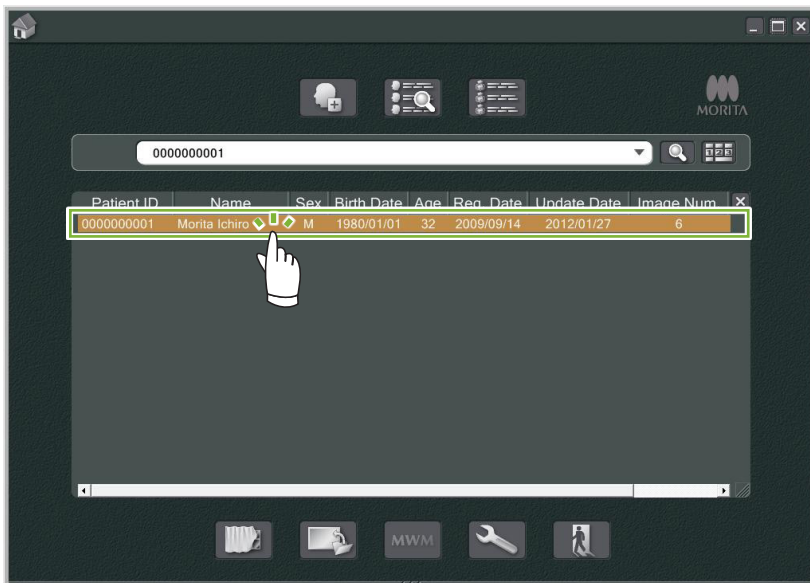 MORITA
0000000001
Patient ID Name Sex Birth Date Age Reg. Date Update Date Image Num
0000000001 Morita Ichiro M 1980/01/01 32 2009/09/14 2012/01/27 6
MWM